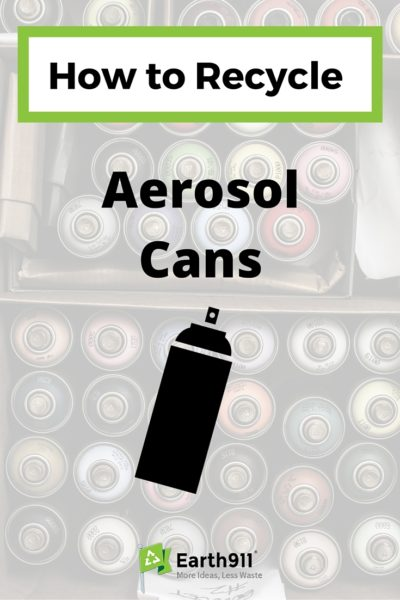 How to Recycle
Aerosol
Cans
Earth911®
More Ideas, Less Waste